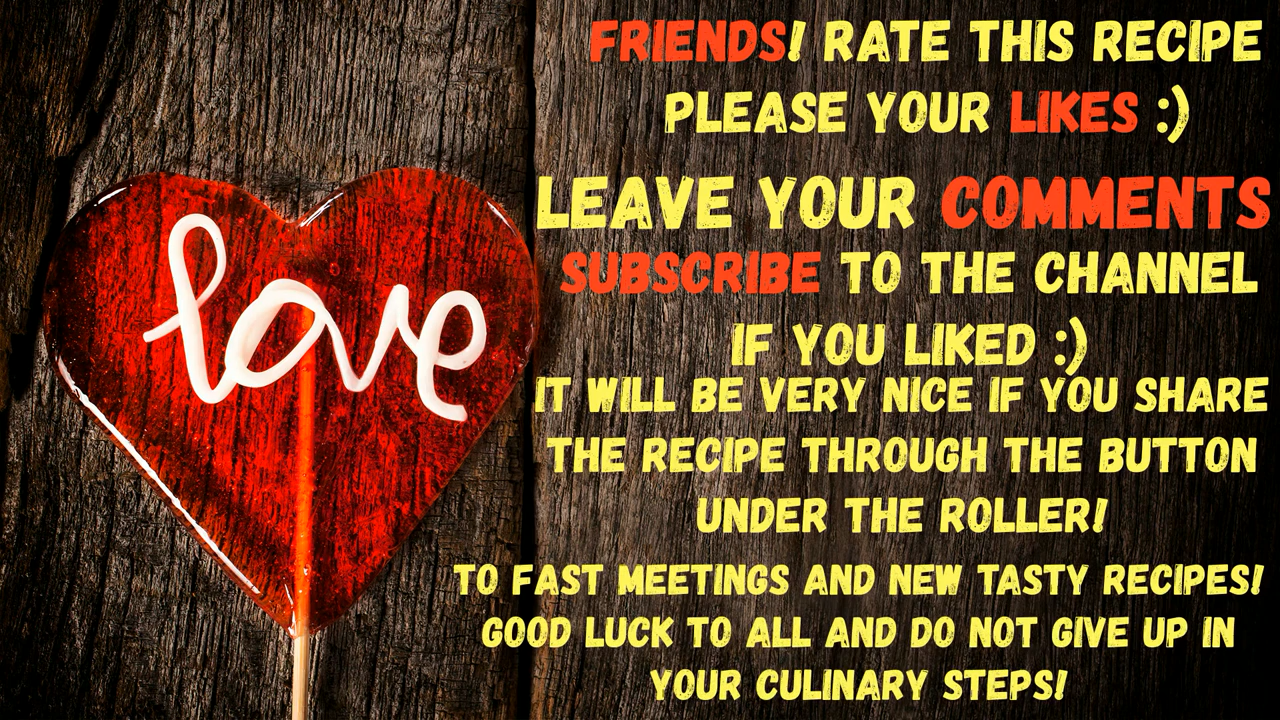 love
FRIENDS! RATE THIS RECIPE
PLEASE YOUR LIKES :)
LEAVE YOUR COMMENTS
SUBSCRIBE TO THE CHANNEL
IF YOU LIKED :)
IT WILL BE VERY NICE IF YOU SHARE
THE RECIPE THROUGH THE BUTTON
UNDER THE ROLLER!
TO FAST MEETINGS AND NEW TASTY RECIPES!
GOOD LUCK TO ALL AND DO NOT GIVE UP IN
YOUR CULINARY STEPS!